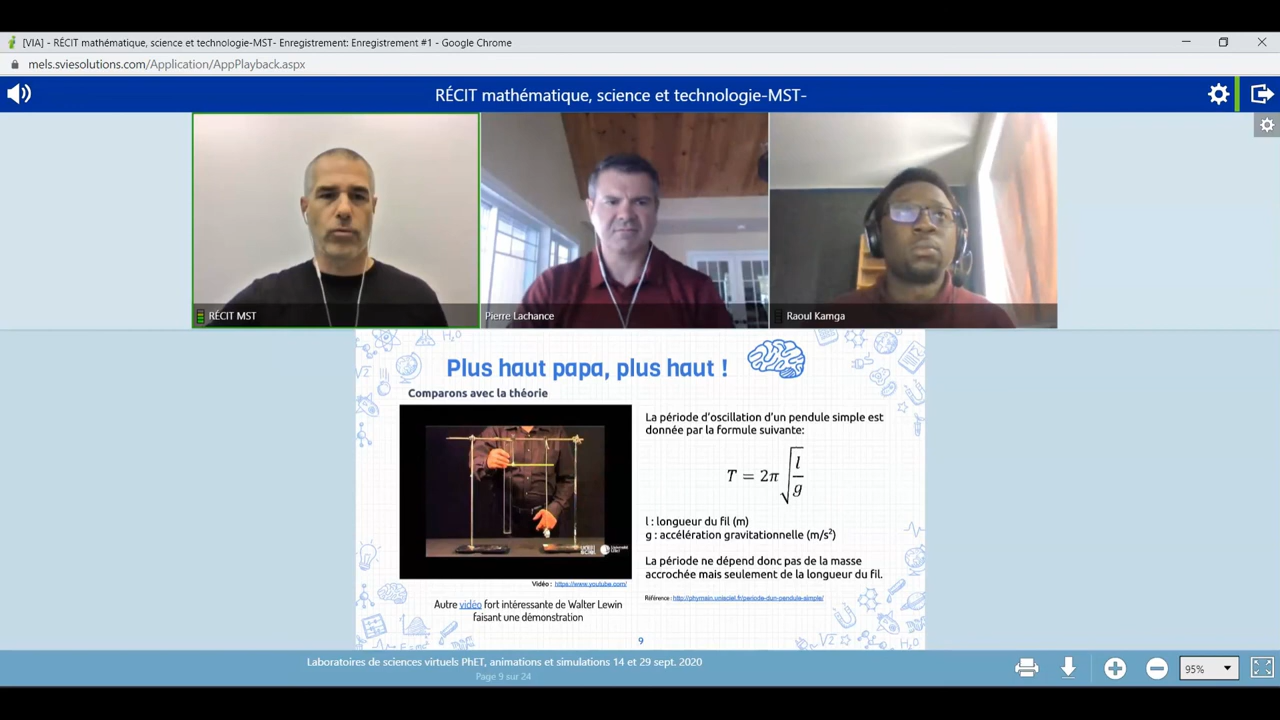 [VIA] - RÉCIT mathématique, science et technologie-MST- Enregistrement: Enregistrement #1 - Google Chrome
mels.sviesolutions.com/Application/AppPlayback.aspx
RÉCIT mathématique, science et technologie-MST-
RÉCIT MST
Pierre Lachance
Raoul Kamga
Plus haut papa, plus haut !
Comparons avec la théorie
La période d'oscillation d'un pendule simple est
donnée par la formule suivante:
T = 2π √(l/g)
l : longueur du fil (m)
g : accélération gravitationnelle (m/s²)
La période ne dépend donc pas de la masse
accrochée mais seulement de la longueur du fil.
Vidéo : https://www.youtube.com/
Référence : http://phymain.unisciel.fr/periode-dun-pendule-simple/
Autre vidéo fort intéressante de Walter Lewin
faisant une démonstration
9
Laboratoires de sciences virtuels PhET, animations et simulations 14 et 29 sept. 2020
Page 9 sur 24
95%